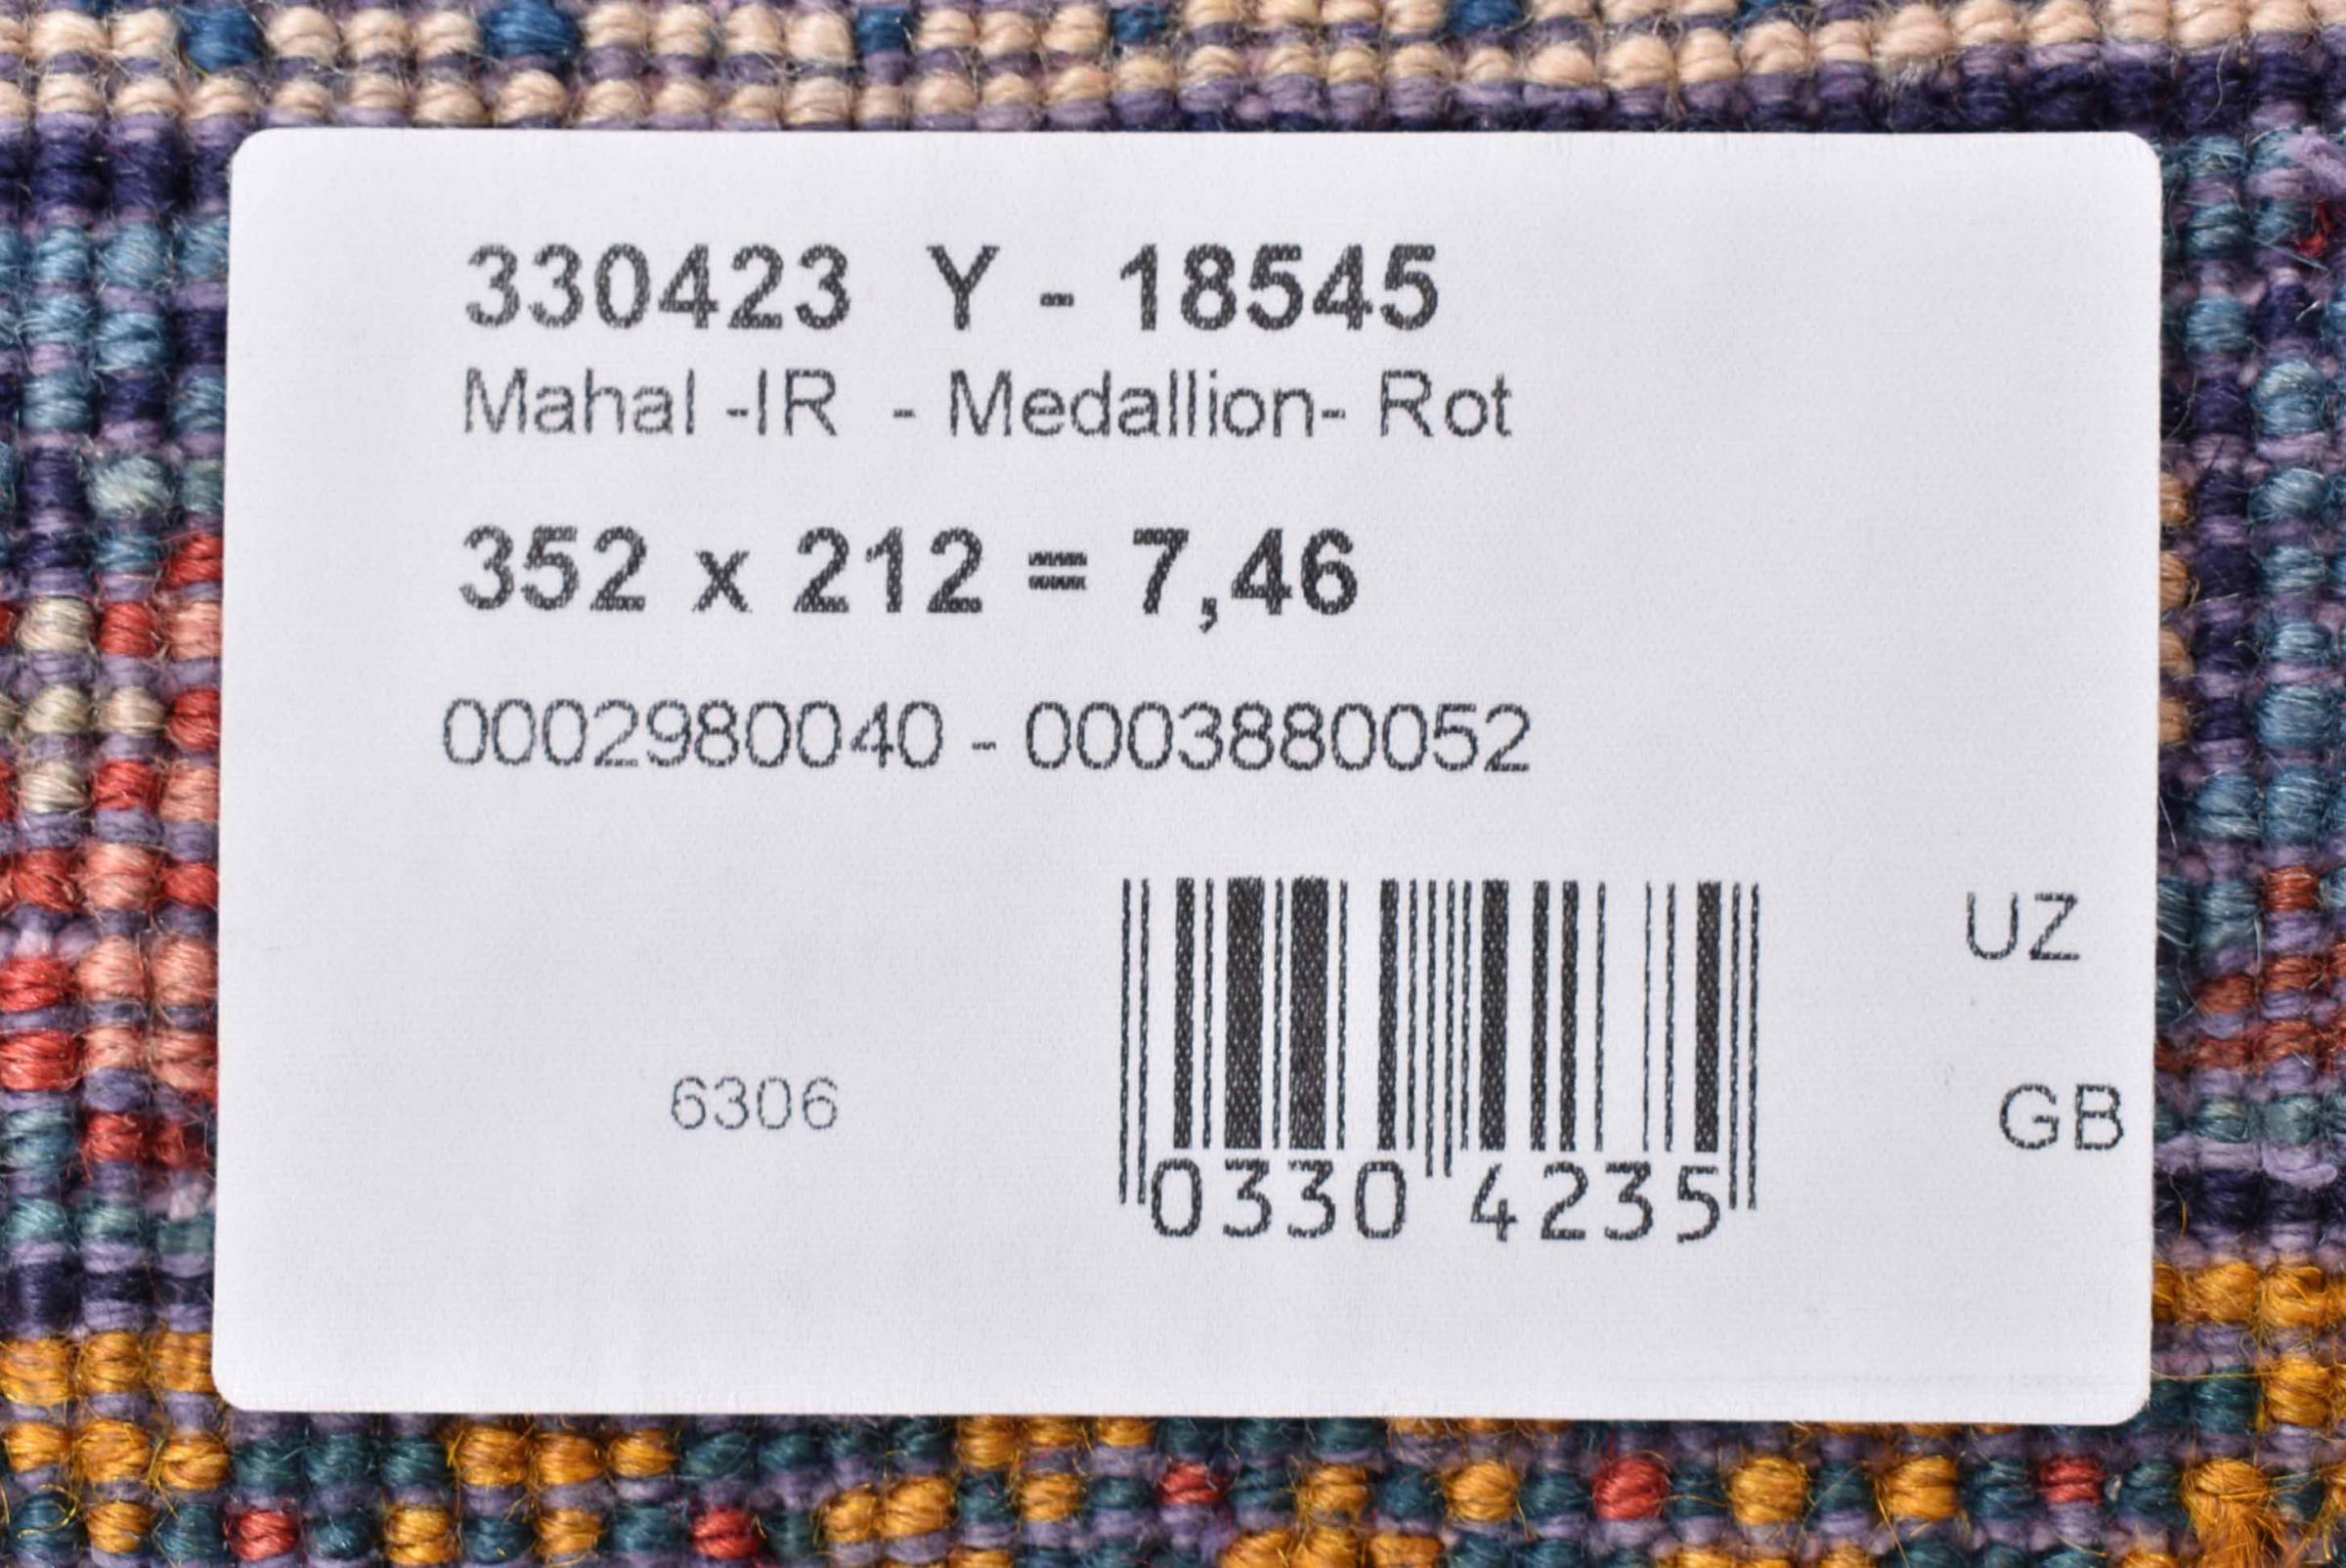 330423 Y - 18545
Mahal -IR - Medallion- Rot
352 x 212 = 7,46
0002980040 - 0003880052
UZ
6306
GB
0330 4235